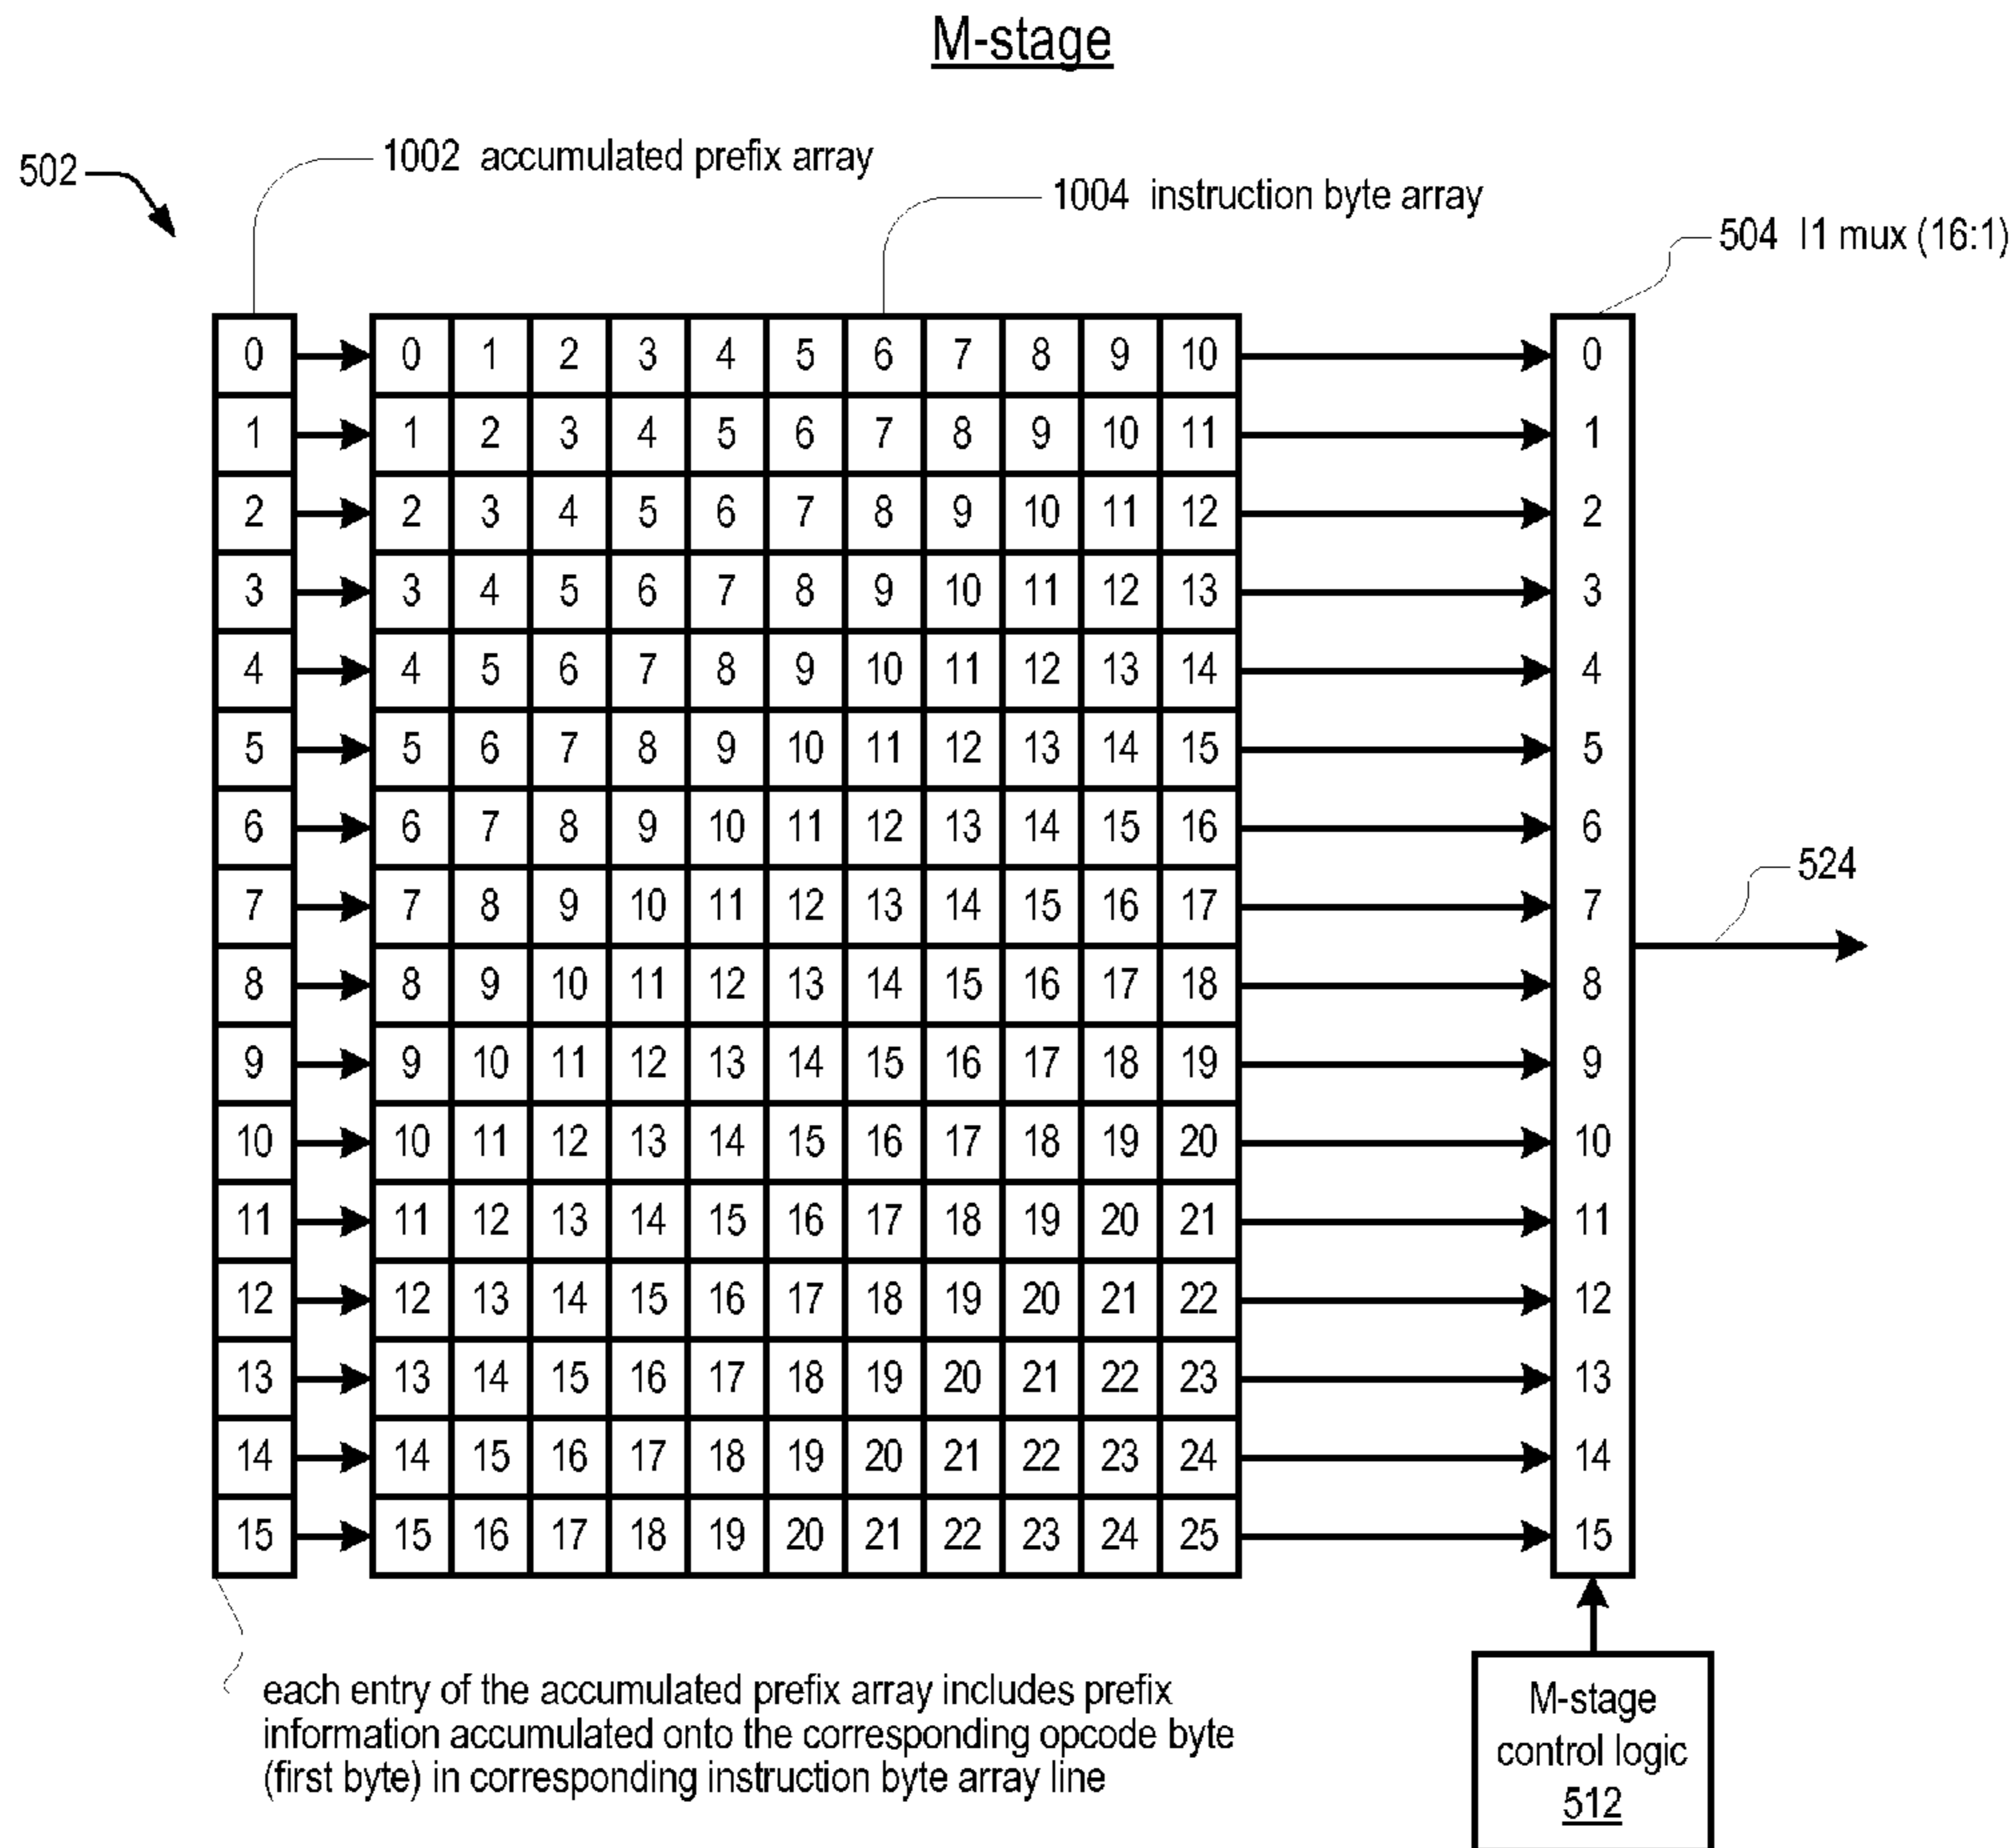 M-stage
502
1002 accumulated prefix array
1004 instruction byte array
504 I1 mux (16:1)
0 0 1 2 3 4 5 6 7 8 9 10 0
1 1 2 3 4 5 6 7 8 9 10 11 1
2 2 3 4 5 6 7 8 9 10 11 12 2
3 3 4 5 6 7 8 9 10 11 12 13 3
4 4 5 6 7 8 9 10 11 12 13 14 4
5 5 6 7 8 9 10 11 12 13 14 15 5
6 6 7 8 9 10 11 12 13 14 15 16 6
7 7 8 9 10 11 12 13 14 15 16 17 7
524
8 8 9 10 11 12 13 14 15 16 17 18 8
9 9 10 11 12 13 14 15 16 17 18 19 9
10 10 11 12 13 14 15 16 17 18 19 20 10
11 11 12 13 14 15 16 17 18 19 20 21 11
12 12 13 14 15 16 17 18 19 20 21 22 12
13 13 14 15 16 17 18 19 20 21 22 23 13
14 14 15 16 17 18 19 20 21 22 23 24 14
15 15 16 17 18 19 20 21 22 23 24 25 15
each entry of the accumulated prefix array includes prefix
information accumulated onto the corresponding opcode byte
(first byte) in corresponding instruction byte array line
M-stage
control logic
512